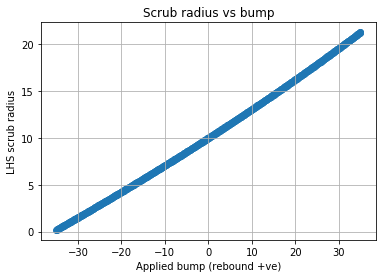 Scrub radius vs bump
20
15
10
5
0
LHS scrub radius
−30 −20 −10 0 10 20 30
Applied bump (rebound +ve)